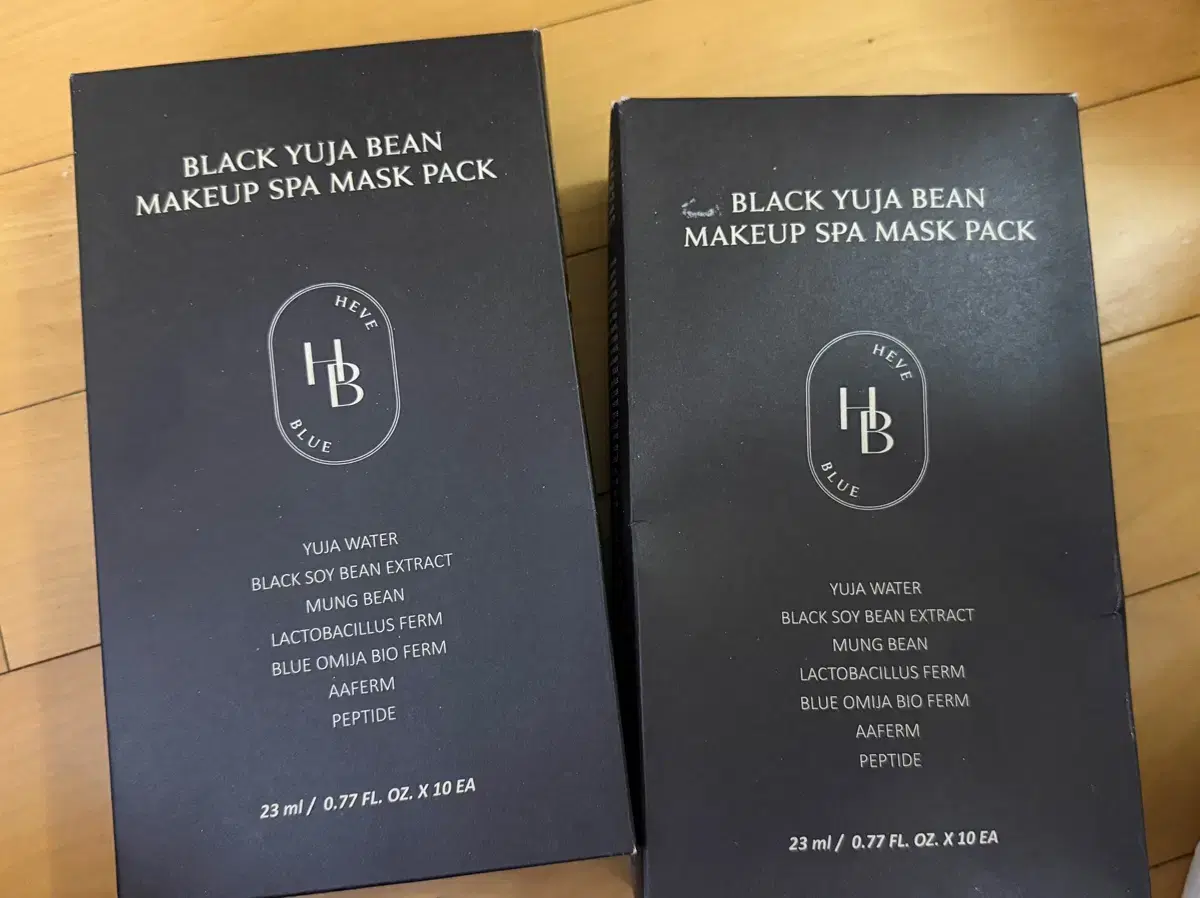 BLACK YUJA BEAN
MAKEUP SPA MASK PACK
HEVE
HB
BLUE
YUJA WATER
BLACK SOY BEAN EXTRACT
MUNG BEAN
LACTOBACILLUS FERM
BLUE OMIJA BIO FERM
AAFERM
PEPTIDE
23 ml / 0.77 FL. OZ. X 10 EA
BLACK YUJA BEAN
MAKEUP SPA MASK PACK
HEVE
HB
BLUE
YUJA WATER
BLACK SOY BEAN EXTRACT
MUNG BEAN
LACTOBACILLUS FERM
BLUE OMIJA BIO FERM
AAFERM
PEPTIDE
23 ml / 0.77 FL. OZ. X 10 EA